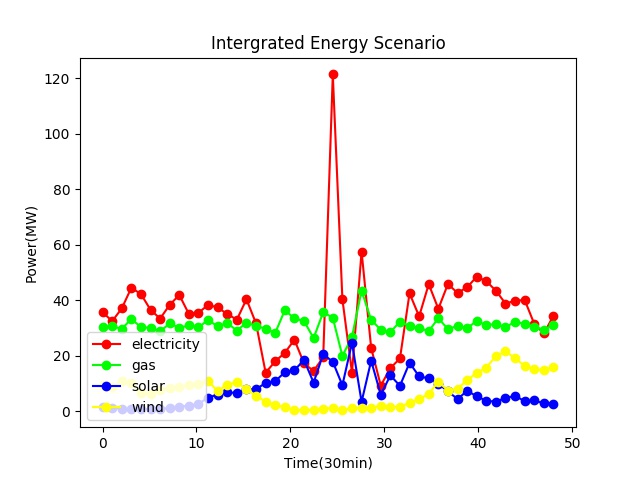 Intergrated Energy Scenario
Power(MW)
120
100
80
60
40
20
0
electricity
gas
solar
wind
0 10 20 30 40 50
Time(30min)